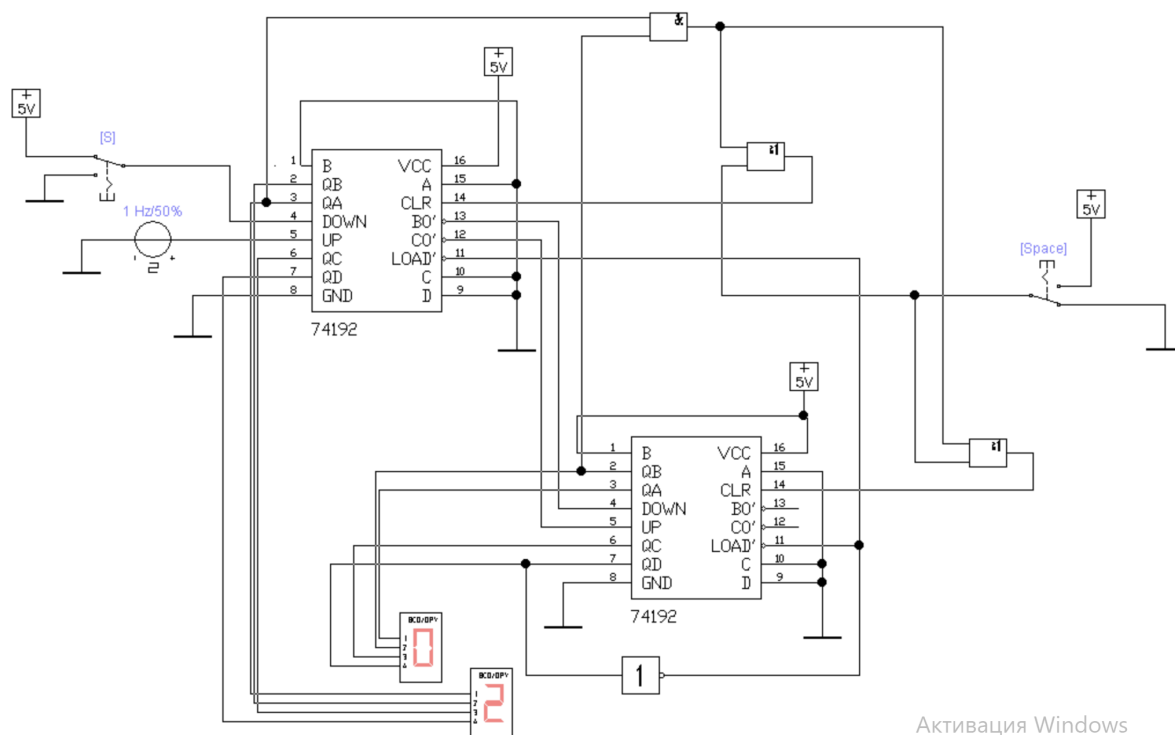 &
+
5V
+
5V
[S]
1 Hz/50%
1 B VCC 16
2 QB A 15
3 QA CLR 14
4 DOWN BO' 13
5 UP CO' 12
6 QC LOAD' 11
7 QD C 10
8 GND D 9
74192
+
5V
[Space]
+
5V
1 B VCC 16
2 QB A 15
3 QA CLR 14
4 DOWN BO' 13
5 UP CO' 12
6 QC LOAD' 11
7 QD C 10
8 GND D 9
74192
0
1
2
Активация Windows